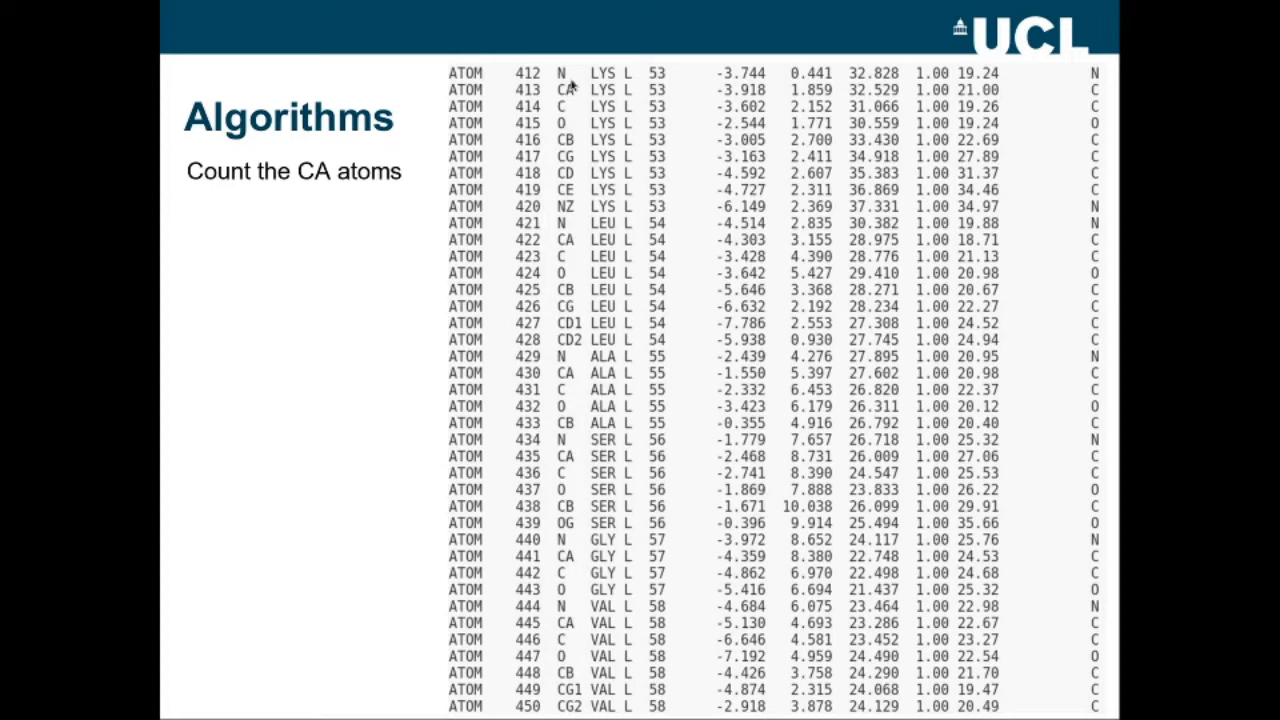 UCL
Algorithms
Count the CA atoms
ATOM 412 N LYS L 53 -3.744 0.441 32.828 1.00 19.24 N
ATOM 413 CA LYS L 53 -3.918 1.859 32.529 1.00 21.00 C
ATOM 414 C LYS L 53 -3.602 2.152 31.066 1.00 19.26 C
ATOM 415 O LYS L 53 -2.544 1.771 30.559 1.00 19.24 O
ATOM 416 CB LYS L 53 -3.005 2.700 33.430 1.00 22.69 C
ATOM 417 CG LYS L 53 -3.163 2.411 34.918 1.00 27.89 C
ATOM 418 CD LYS L 53 -4.592 2.607 35.383 1.00 31.37 C
ATOM 419 CE LYS L 53 -4.727 2.311 36.869 1.00 34.46 C
ATOM 420 NZ LYS L 53 -6.149 2.369 37.331 1.00 34.97 N
ATOM 421 N LEU L 54 -4.514 2.835 30.382 1.00 19.88 N
ATOM 422 CA LEU L 54 -4.303 3.155 28.975 1.00 18.71 C
ATOM 423 C LEU L 54 -3.428 4.390 28.776 1.00 21.13 C
ATOM 424 O LEU L 54 -3.642 5.427 29.410 1.00 20.98 O
ATOM 425 CB LEU L 54 -5.646 3.368 28.271 1.00 20.67 C
ATOM 426 CG LEU L 54 -6.632 2.192 28.234 1.00 22.27 C
ATOM 427 CD1 LEU L 54 -7.786 2.553 27.308 1.00 24.52 C
ATOM 428 CD2 LEU L 54 -5.938 0.930 27.745 1.00 24.94 C
ATOM 429 N ALA L 55 -2.439 4.276 27.895 1.00 20.95 N
ATOM 430 CA ALA L 55 -1.550 5.397 27.602 1.00 20.98 C
ATOM 431 C ALA L 55 -2.332 6.453 26.820 1.00 22.37 C
ATOM 432 O ALA L 55 -3.423 6.179 26.311 1.00 20.12 O
ATOM 433 CB ALA L 55 -0.355 4.916 26.792 1.00 20.40 C
ATOM 434 N SER L 56 -1.779 7.657 26.718 1.00 25.32 N
ATOM 435 CA SER L 56 -2.468 8.731 26.009 1.00 27.06 C
ATOM 436 C SER L 56 -2.741 8.390 24.547 1.00 25.53 C
ATOM 437 O SER L 56 -1.869 7.888 23.833 1.00 26.22 O
ATOM 438 CB SER L 56 -1.671 10.038 26.099 1.00 29.91 C
ATOM 439 OG SER L 56 -0.396 9.914 25.494 1.00 35.66 O
ATOM 440 N GLY L 57 -3.972 8.652 24.117 1.00 25.76 N
ATOM 441 CA GLY L 57 -4.359 8.380 22.748 1.00 24.53 C
ATOM 442 C GLY L 57 -4.862 6.970 22.498 1.00 24.68 C
ATOM 443 O GLY L 57 -5.416 6.694 21.437 1.00 25.32 O
ATOM 444 N VAL L 58 -4.684 6.075 23.464 1.00 22.98 N
ATOM 445 CA VAL L 58 -5.130 4.693 23.286 1.00 22.67 C
ATOM 446 C VAL L 58 -6.646 4.581 23.452 1.00 23.27 C
ATOM 447 O VAL L 58 -7.192 4.959 24.490 1.00 22.54 O
ATOM 448 CB VAL L 58 -4.426 3.758 24.290 1.00 21.70 C
ATOM 449 CG1 VAL L 58 -4.874 2.315 24.068 1.00 19.47 C
ATOM 450 CG2 VAL L 58 -2.918 3.878 24.129 1.00 20.49 C